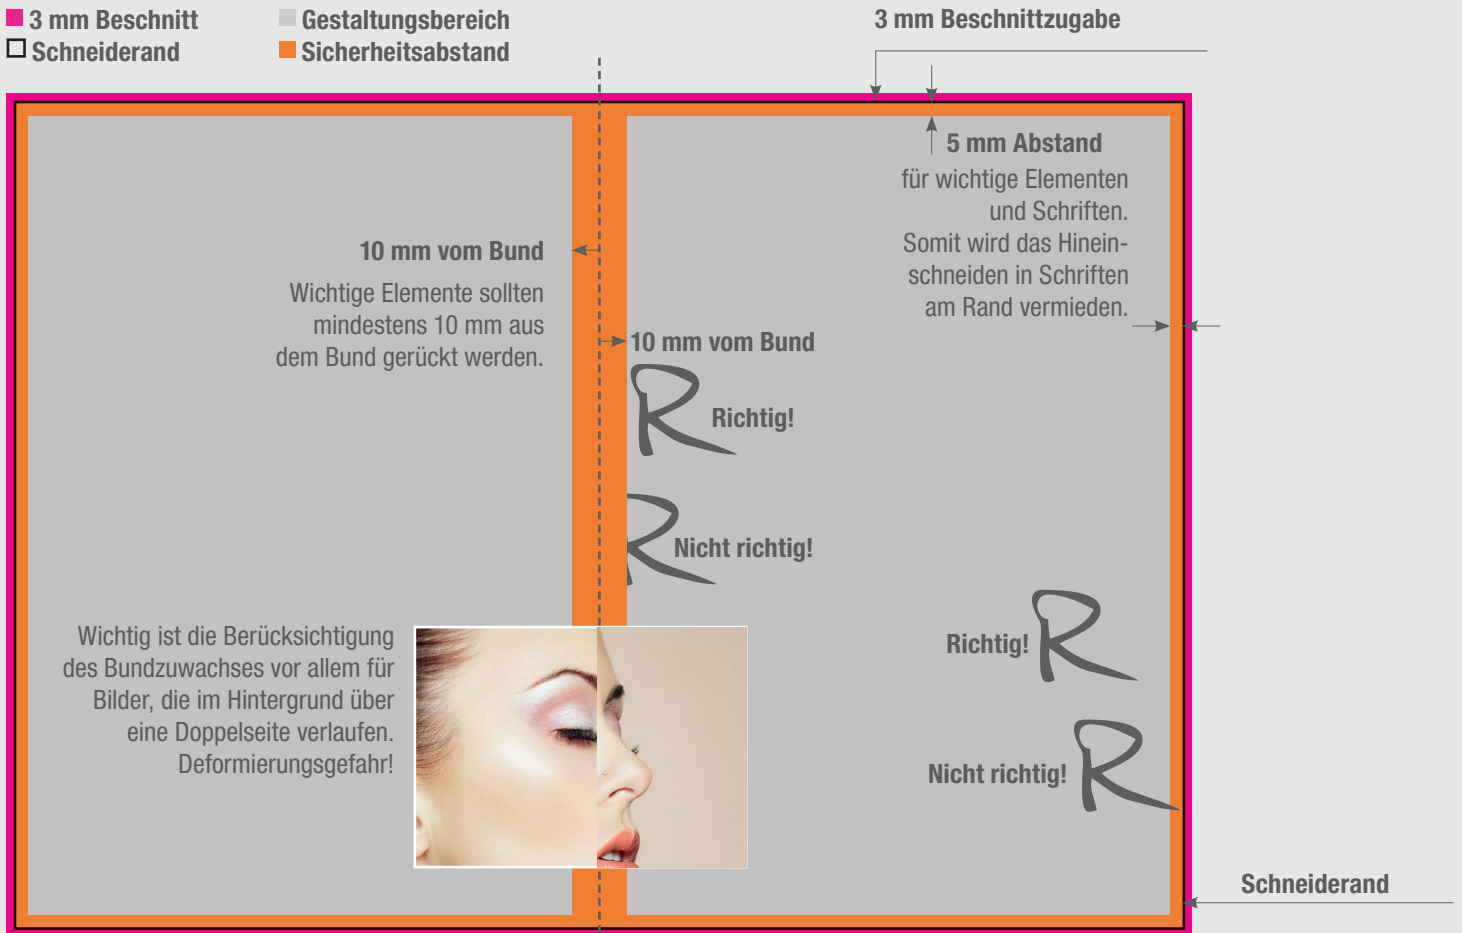 3 mm Beschnitt
Gestaltungsbereich
Schneiderand
Sicherheitsabstand
3 mm Beschnittzugabe
5 mm Abstand
für wichtige Elementen
und Schriften.
Somit wird das Hinein-
schneiden in Schriften
am Rand vermieden.
10 mm vom Bund
Wichtige Elemente sollten
mindestens 10 mm aus
dem Bund gerückt werden.
10 mm vom Bund
R Richtig!
R Nicht richtig!
Wichtig ist die Berücksichtigung
des Bundzuwachses vor allem für
Bilder, die im Hintergrund über
eine Doppelseite verlaufen.
Deformierungsgefahr!
Richtig! R
Nicht richtig! R
Schneiderand